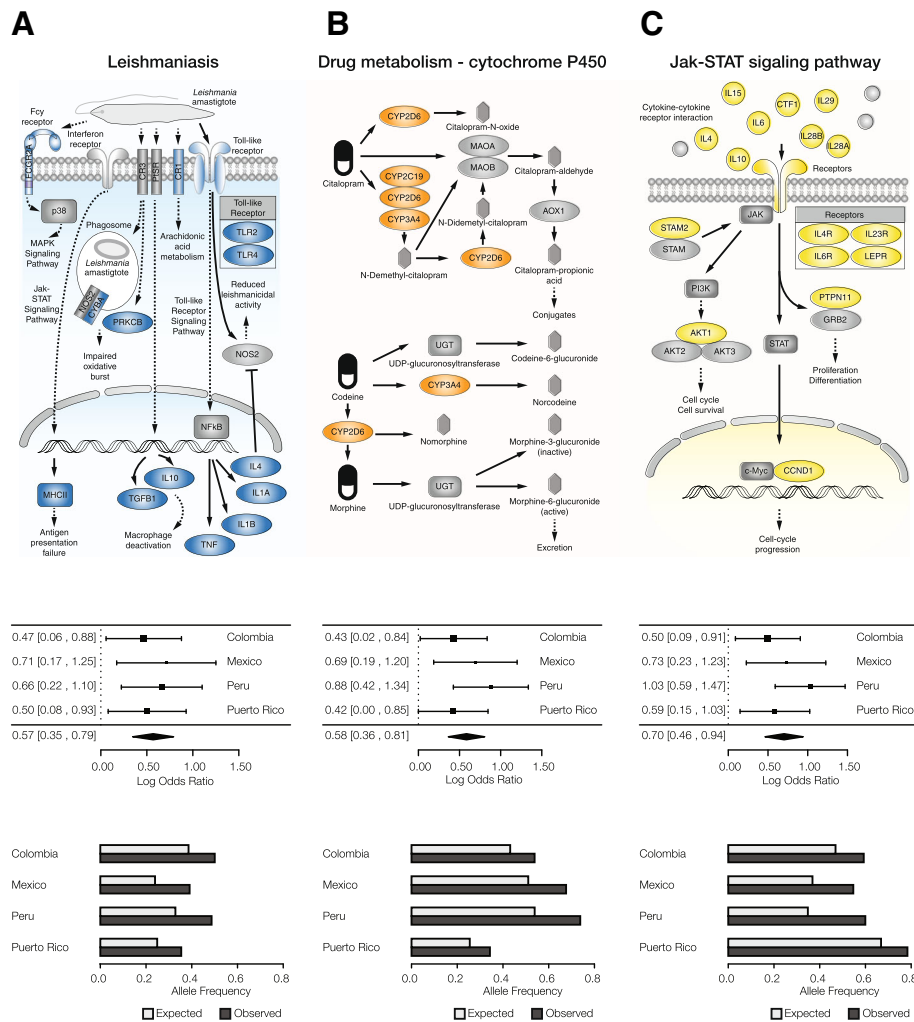 A
B
C
Leishmaniasis
Drug metabolism - cytochrome P450
Jak-STAT sigaling pathway
Leishmania
amastigtote
Fcy
receptor
Interferon
receptor
Toll-like
receptor
FCGR2A
CR3
PtSR
CR1
p38
MAPK
Signaling
Pathway
Phagosome
Leishmania
amastigtote
NOS2
CYBA
PRKCB
Impaired
oxidative
burst
Jak-
STAT
Signaling
Pathway
Arachidonic
acid
metabolism
Toll-like
Receptor
Signaling
Pathway
Toll-like
Receptor
TLR2
TLR4
Reduced
leishmanicidal
activity
NOS2
NFkB
MHCII
Antigen
presentation
failure
TGFB1
IL10
Macrophage
deactivation
IL4
IL1A
IL1B
TNF
Citalopram
CYP2D6
Citalopram-N-oxide
MAOA
MAOB
Citalopram-aldehyde
CYP2C19
CYP2D6
CYP3A4
N-Didemetyl-citalopram
AOX1
N-Demethyl-citalopram
CYP2D6
Citalopram-propionic
acid
Conjugates
Codeine
UGT
UDP-glucuronosyltransferase
Codeine-6-glucuronide
CYP3A4
Norcodeine
CYP2D6
Nomorphine
Morphine-3-glucuronide
(inactive)
Morphine
UGT
UDP-glucuronosyltransferase
Morphine-6-glucuronide
(active)
Excretion
IL15
CTF1
IL29
Cytokine-cytokine
receptor interaction
IL6
IL4
IL28B
IL28A
IL10
Receptors
JAK
STAM2
STAM
Receptors
IL4R
IL23R
IL6R
LEPR
PI3K
PTPN11
GRB2
AKT1
AKT2
AKT3
STAT
Proliferation
Differentiation
Cell cycle
Cell survival
c-Myc
CCND1
Cell-cycle
progression
0.47 [0.06 , 0.88]
Colombia
0.71 [0.17 , 1.25]
Mexico
0.66 [0.22 , 1.10]
Peru
0.50 [0.08 , 0.93]
Puerto Rico
0.57 [0.35 , 0.79]
0.00 0.50 1.00 1.50
Log Odds Ratio
0.43 [0.02 , 0.84]
Colombia
0.69 [0.19 , 1.20]
Mexico
0.88 [0.42 , 1.34]
Peru
0.42 [0.00 , 0.85]
Puerto Rico
0.58 [0.36 , 0.81]
0.00 0.50 1.00 1.50
Log Odds Ratio
0.50 [0.09 , 0.91]
Colombia
0.73 [0.23 , 1.23]
Mexico
1.03 [0.59 , 1.47]
Peru
0.59 [0.15 , 1.03]
Puerto Rico
0.70 [0.46 , 0.94]
0.00 0.50 1.00 1.50
Log Odds Ratio
Colombia
Mexico
Peru
Puerto Rico
0.0 0.2 0.4 0.6 0.8
Allele Frequency
Expected Observed
Colombia
Mexico
Peru
Puerto Rico
0.0 0.2 0.4 0.6 0.8
Allele Frequency
Expected Observed
Colombia
Mexico
Peru
Puerto Rico
0.0 0.2 0.4 0.6 0.8
Allele Frequency
Expected Observed